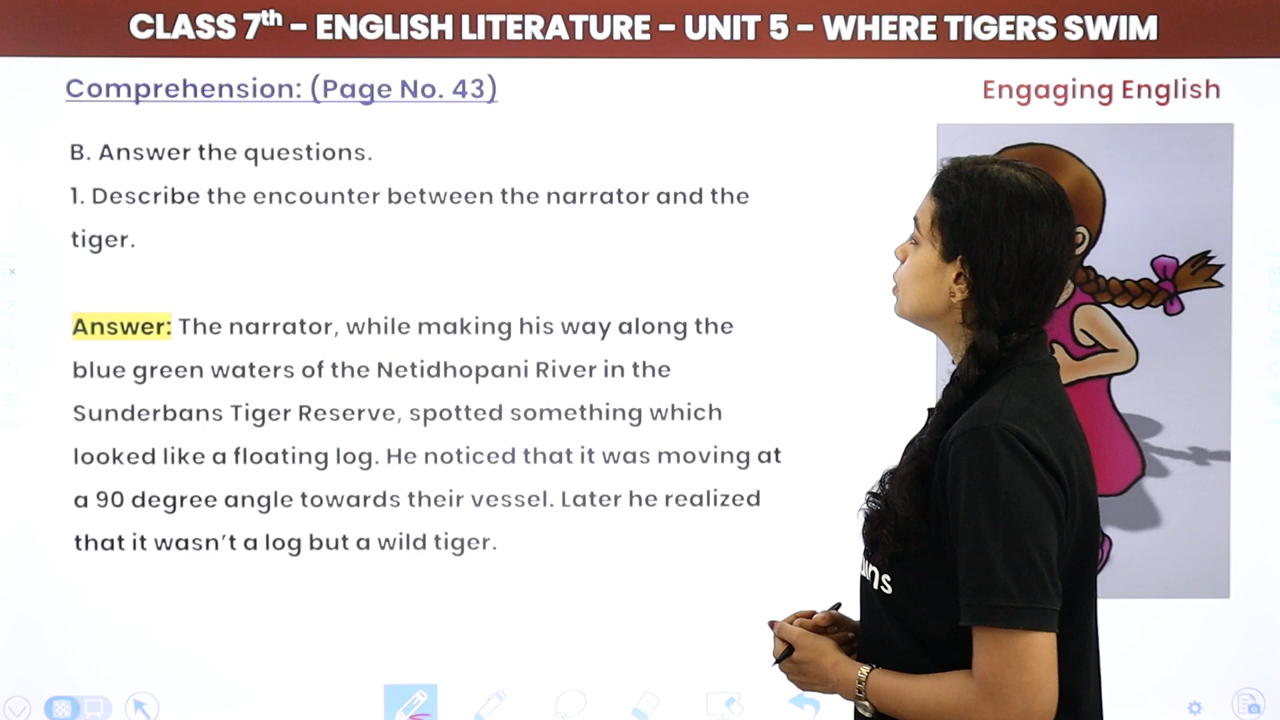 CLASS 7th - ENGLISH LITERATURE - UNIT 5 - WHERE TIGERS SWIM
Comprehension: (Page No. 43)
Engaging English
B. Answer the questions.
1. Describe the encounter between the narrator and the
tiger.
Answer: The narrator, while making his way along the
blue green waters of the Netidhopani River in the
Sunderbans Tiger Reserve, spotted something which
looked like a floating log. He noticed that it was moving at
a 90 degree angle towards their vessel. Later he realized
that it wasn't a log but a wild tiger.